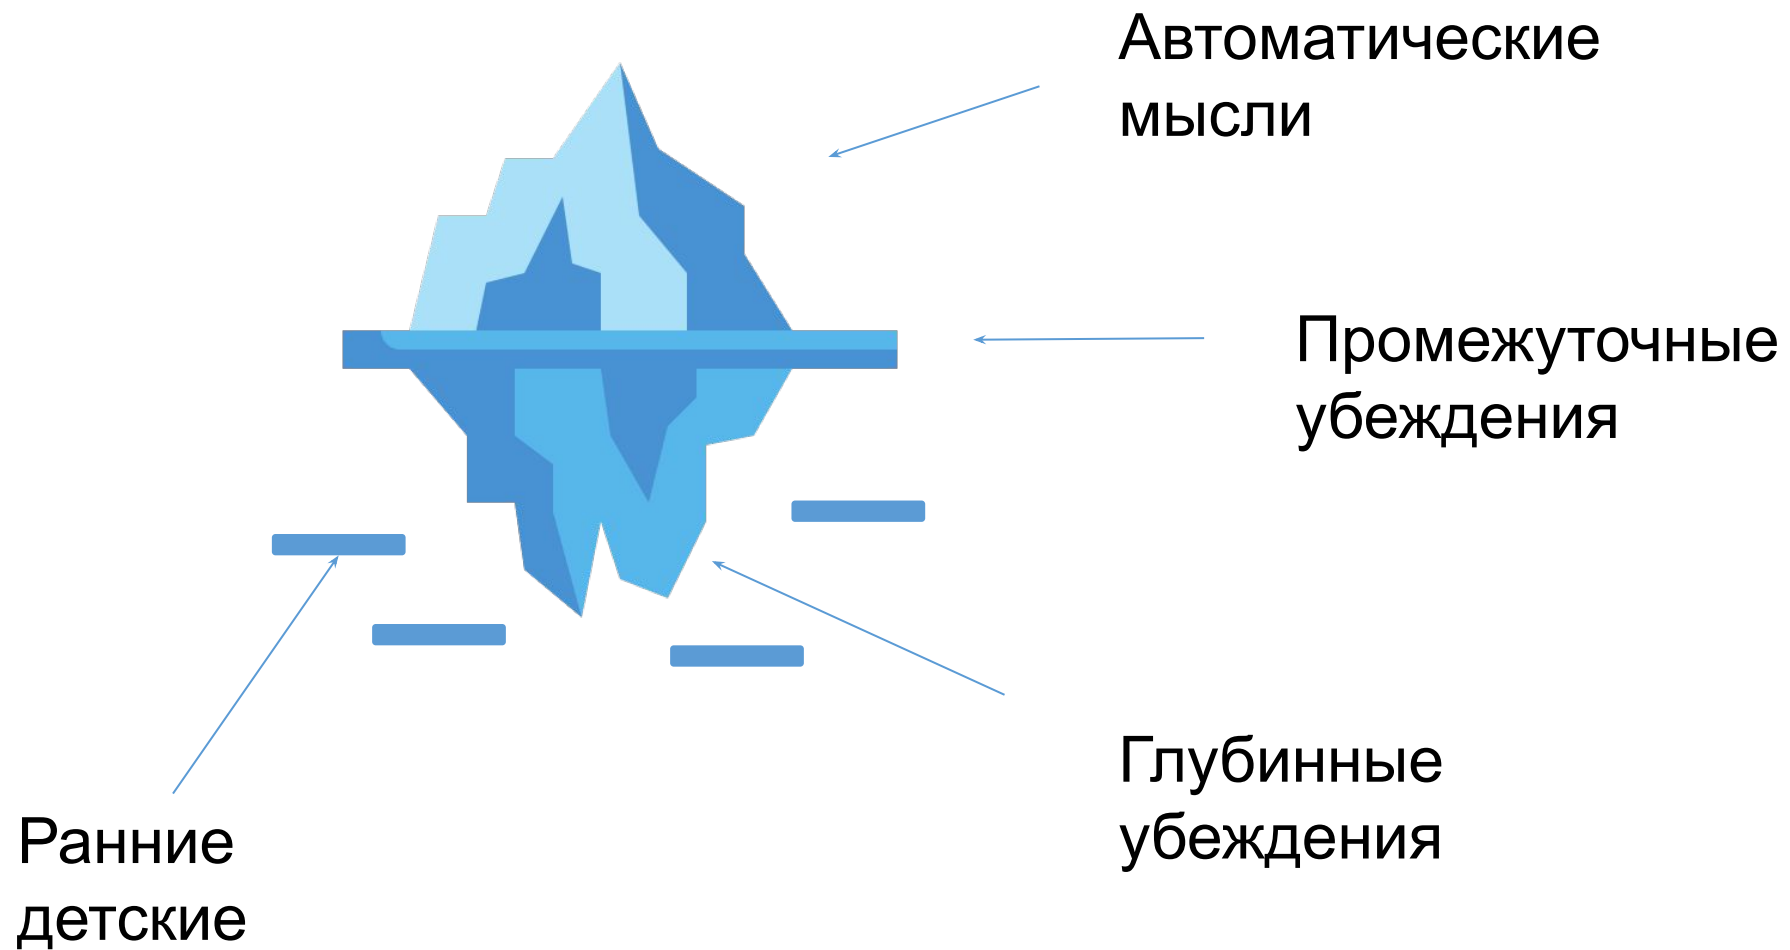 Автоматические
мысли
Промежуточные
убеждения
Глубинные
убеждения
Ранние
детские